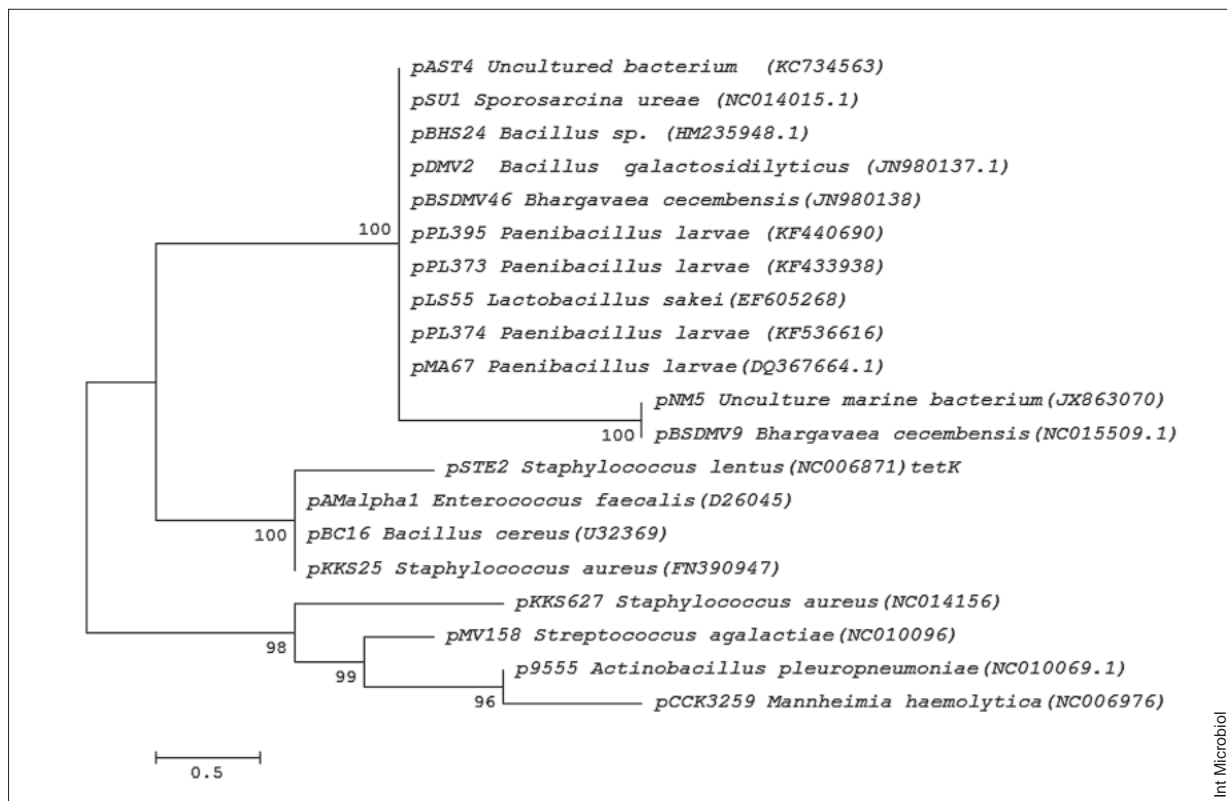 pAST4 Uncultured bacterium (KC734563)
pSU1 Sporosarcina ureae (NC014015.1)
pBHS24 Bacillus sp. (HM235948.1)
pDMV2 Bacillus galactosidilyticus (JN980137.1)
pBSDMV46 Bhargavaea cecembensis(JN980138)
100
pPL395 Paenibacillus larvae (KF440690)
pPL373 Paenibacillus larvae (KF433938)
pLS55 Lactobacillus sakei(EF605268)
pPL374 Paenibacillus larvae (KF536616)
pMA67 Paenibacillus larvae(DQ367664.1)
pNM5 Unculture marine bacterium(JX863070)
100
pBSDMV9 Bhargavaea cecembensis(NC015509.1)
pSTE2 Staphylococcus lentus(NC006871)tetK
pAMalpha1 Enterococcus faecalis(D26045)
100
pBC16 Bacillus cereus(U32369)
pKKS25 Staphylococcus aureus(FN390947)
pKKS627 Staphylococcus aureus(NC014156)
98
pMV158 Streptococcus agalactiae(NC010096)
99
p9555 Actinobacillus pleuropneumoniae(NC010069.1)
96
pCCK3259 Mannheimia haemolytica(NC006976)
0.5
Int Microbiol